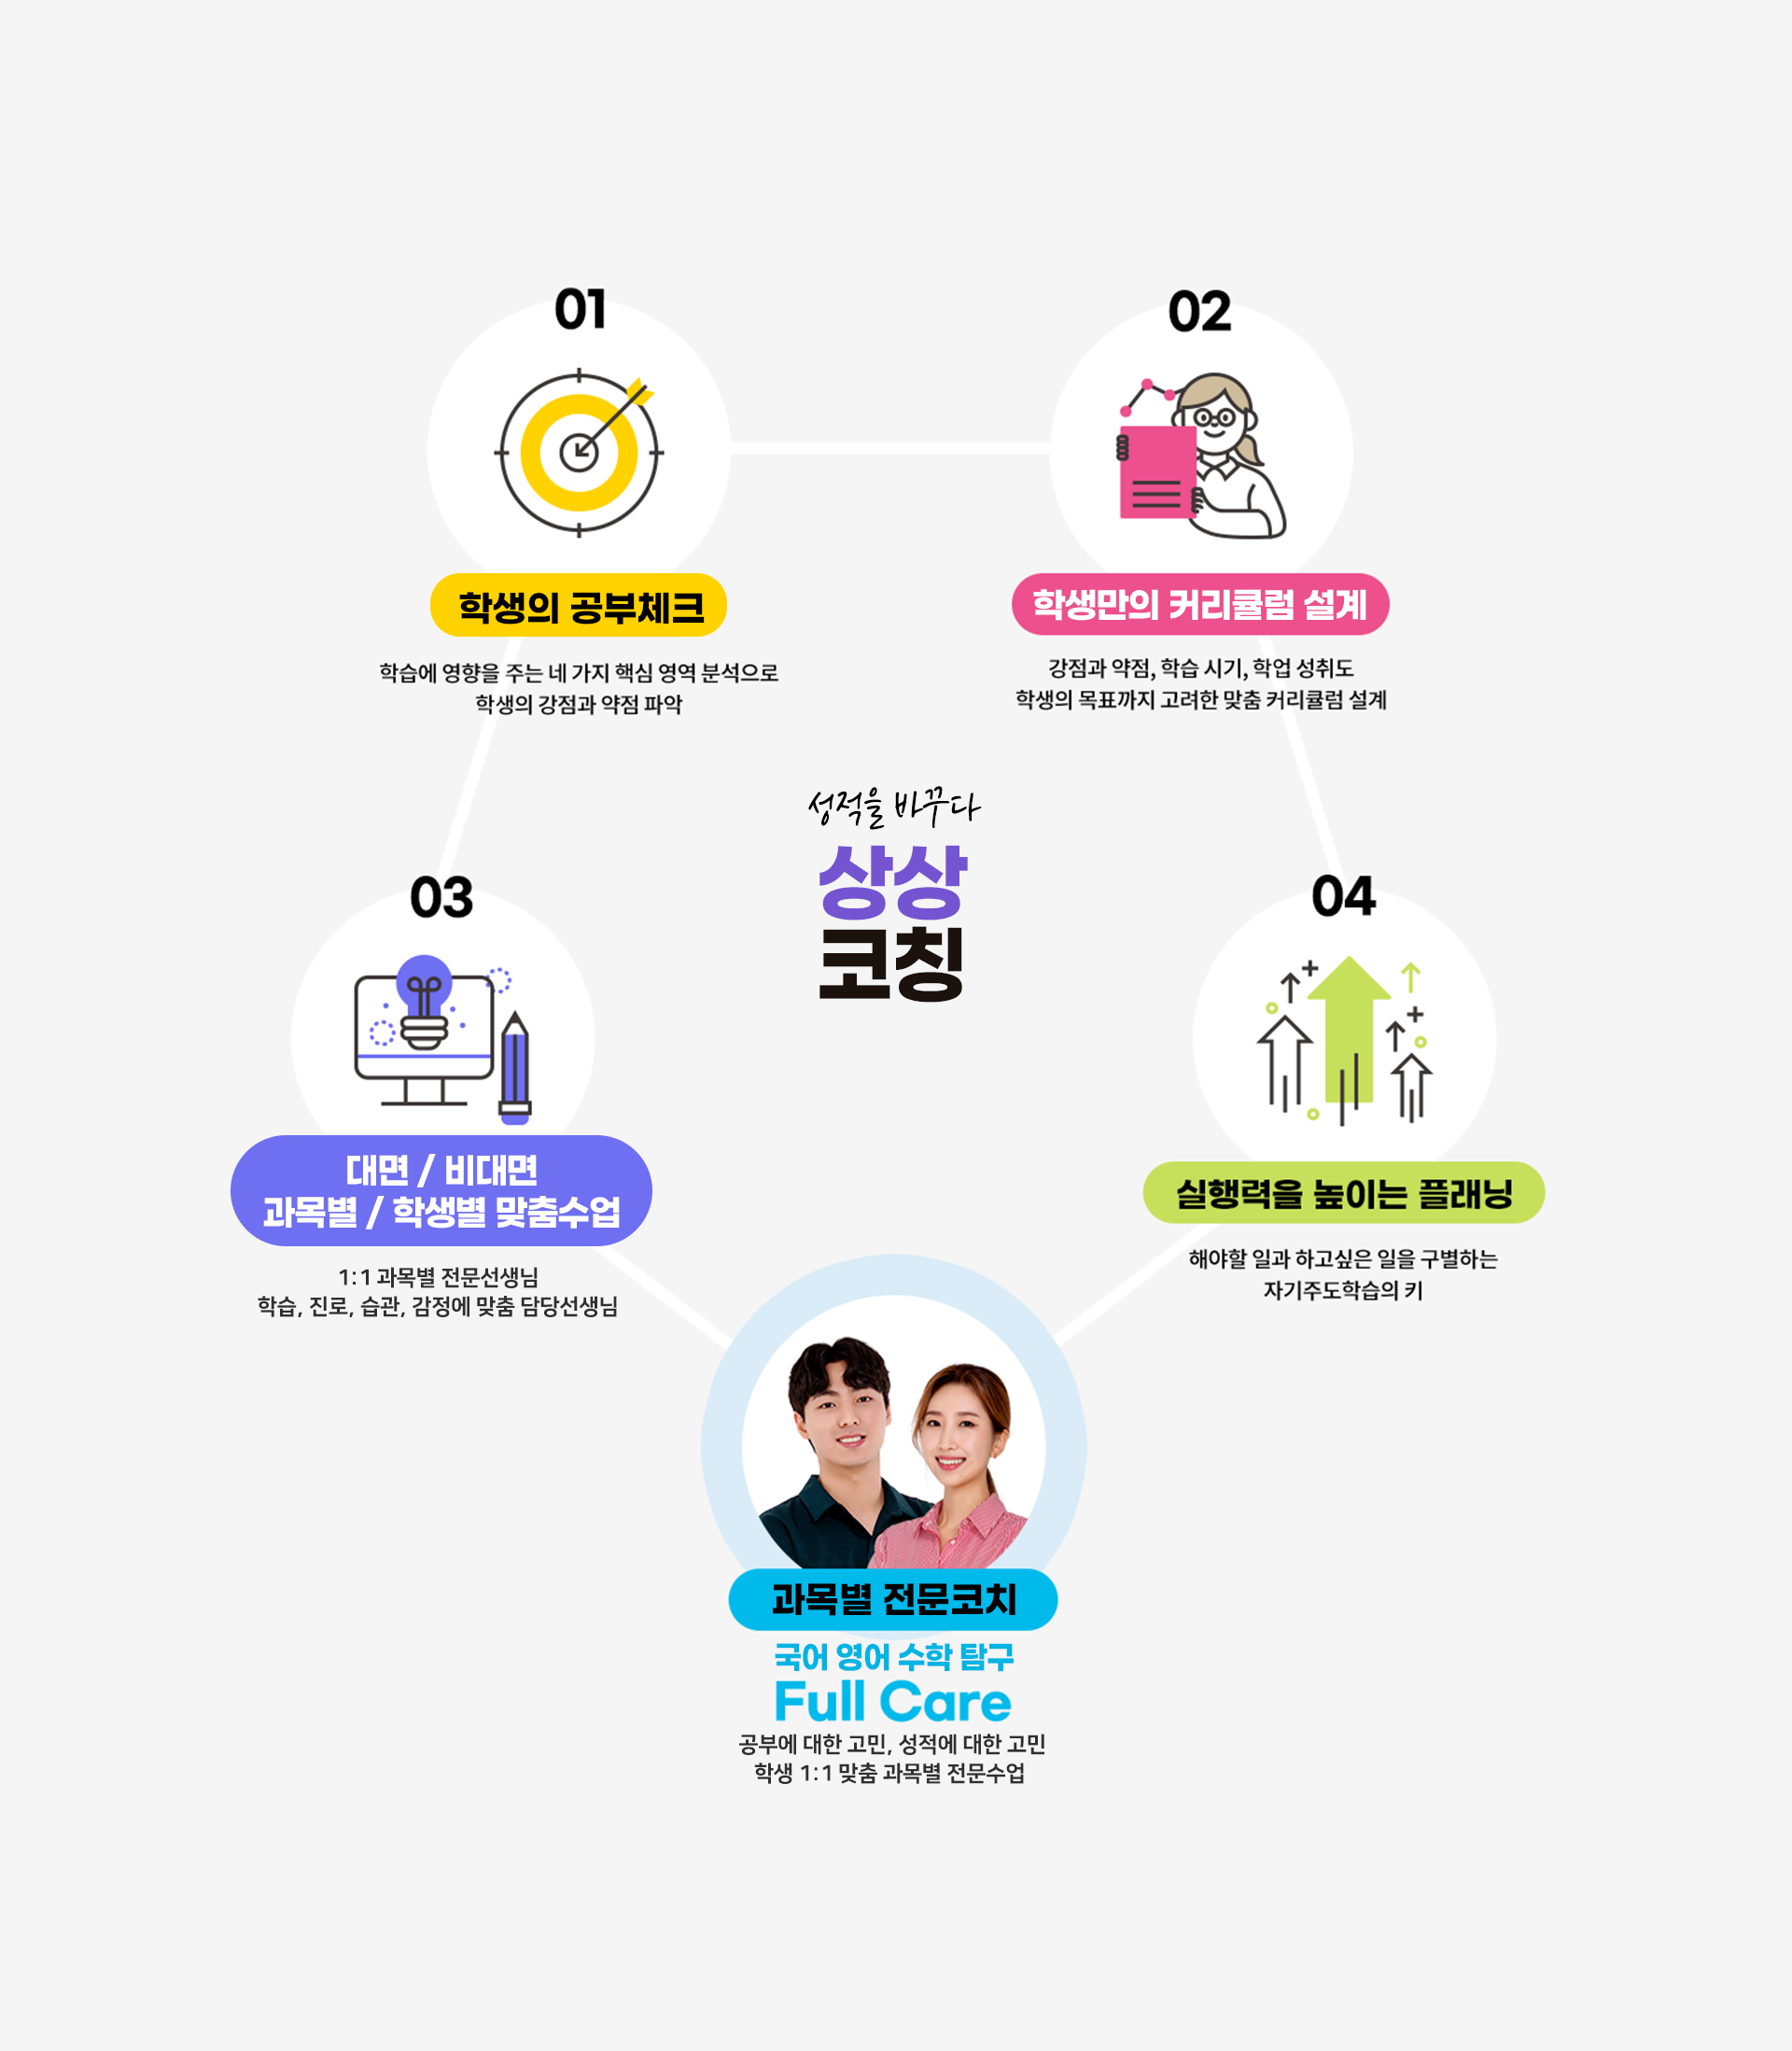 01
학생의 공부체크
학습에 영향을 주는 네 가지 핵심 영역 분석으로
학생의 강점과 약점 파악
02
학생만의 커리큘럼 설계
강점과 약점, 학습 시기, 학업 성취도
학생의 목표까지 고려한 맞춤 커리큘럼 설계
성적을 바꾸다
상상
코칭
03
대면 / 비대면
과목별 / 학생별 맞춤수업
1:1 과목별 전문선생님
학습, 진로, 습관, 감정에 맞춤 담당선생님
04
실행력을 높이는 플래닝
해야할 일과 하고싶은 일을 구별하는
자기주도학습의 키
과목별 전문코치
국어 영어 수학 탐구
Full Care
공부에 대한 고민, 성적에 대한 고민
학생 1:1 맞춤 과목별 전문수업